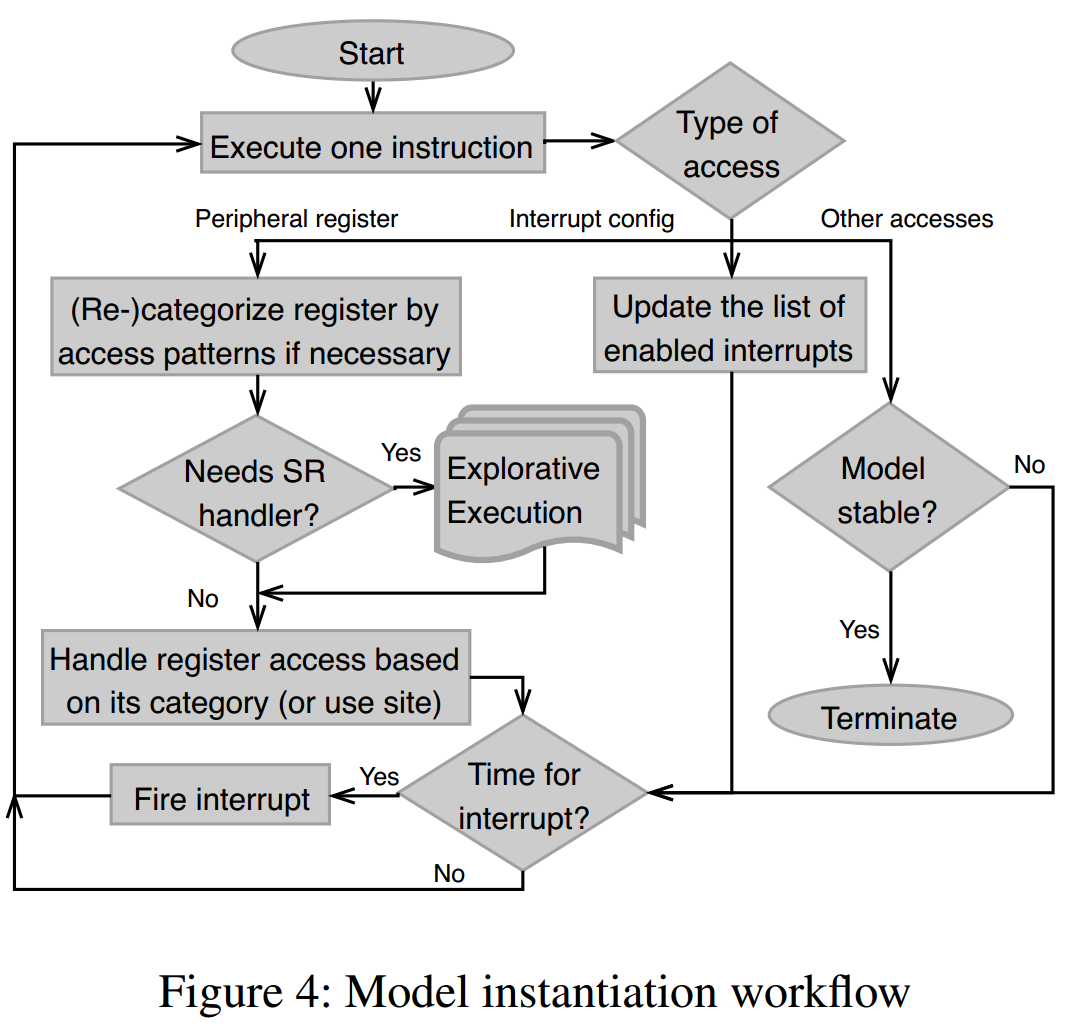 Start
Execute one instruction
Type of
access
Peripheral register
Interrupt config
Other accesses
(Re-)categorize register by
access patterns if necessary
Update the list of
enabled interrupts
Needs SR
handler?
Yes
Explorative
Execution
Model
stable?
No
No
Yes
Handle register access based
on its category (or use site)
Terminate
Time for
interrupt?
Yes
Fire interrupt
No
Figure 4: Model instantiation workflow